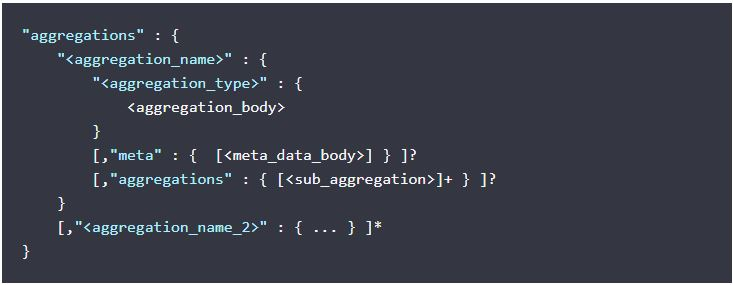 "aggregations" : {
    "<aggregation_name>" : {
        "<aggregation_type>" : {
            <aggregation_body>
        }
        [,"meta" : {  [<meta_data_body>] } ]?
        [,"aggregations" : { [<sub_aggregation>]+ } ]?
    }
    [,"<aggregation_name_2>" : { ... } ]*
}